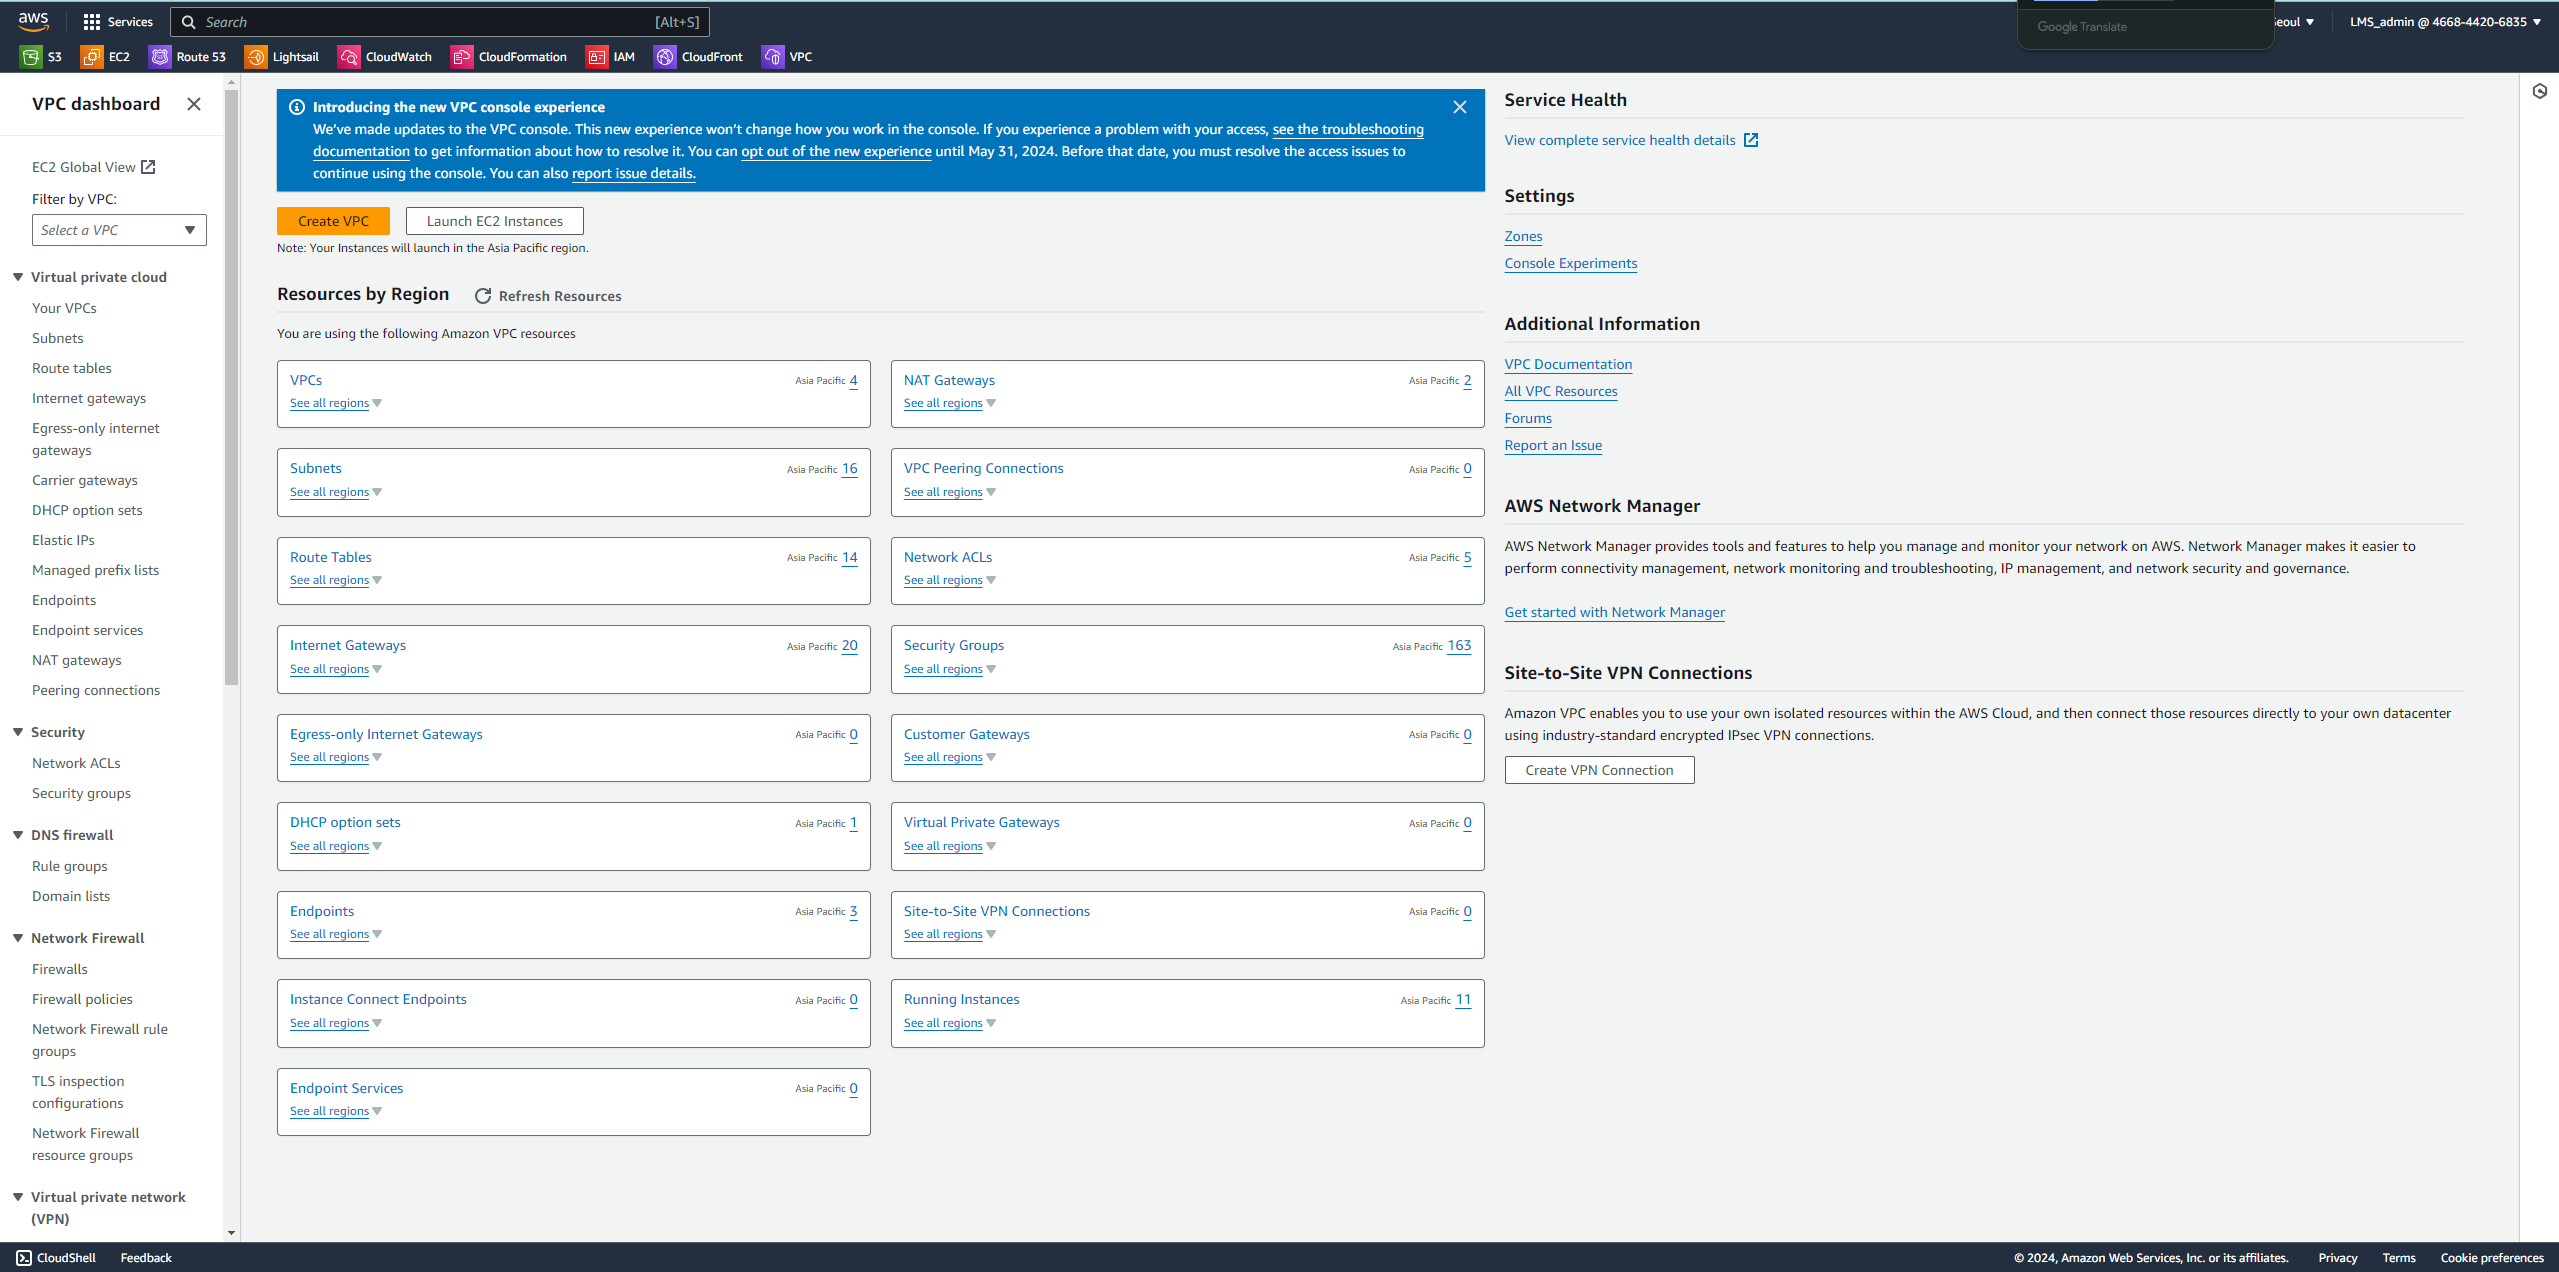 aws
Services
Search
[Alt+S]
Google Translate
LMS_admin @ 4668-4420-6835
S3
EC2
Route 53
Lightsail
CloudWatch
CloudFormation
IAM
CloudFront
VPC
VPC dashboard
EC2 Global View
Filter by VPC:
Select a VPC
Virtual private cloud
Your VPCs
Subnets
Route tables
Internet gateways
Egress-only internet
gateways
Carrier gateways
DHCP option sets
Elastic IPs
Managed prefix lists
Endpoints
Endpoint services
NAT gateways
Peering connections
Security
Network ACLs
Security groups
DNS firewall
Rule groups
Domain lists
Network Firewall
Firewalls
Firewall policies
Network Firewall rule
groups
TLS inspection
configurations
Network Firewall
resource groups
Virtual private network
(VPN)
Introducing the new VPC console experience
We've made updates to the VPC console. This new experience won't change how you work in the console. If you experience a problem with your access, see the troubleshooting
documentation to get information about how to resolve it. You can opt out of the new experience until May 31, 2024. Before that date, you must resolve the access issues to
continue using the console. You can also report issue details.
Create VPC
Launch EC2 Instances
Note: Your Instances will launch in the Asia Pacific region.
Resources by Region
Refresh Resources
You are using the following Amazon VPC resources
VPCs
Asia Pacific 4
See all regions
NAT Gateways
Asia Pacific 2
See all regions
Subnets
Asia Pacific 16
See all regions
VPC Peering Connections
Asia Pacific 0
See all regions
Route Tables
Asia Pacific 14
See all regions
Network ACLs
Asia Pacific 5
See all regions
Internet Gateways
Asia Pacific 20
See all regions
Security Groups
Asia Pacific 163
See all regions
Egress-only Internet Gateways
Asia Pacific 0
See all regions
Customer Gateways
Asia Pacific 0
See all regions
DHCP option sets
Asia Pacific 1
See all regions
Virtual Private Gateways
Asia Pacific 0
See all regions
Endpoints
Asia Pacific 3
See all regions
Site-to-Site VPN Connections
Asia Pacific 0
See all regions
Instance Connect Endpoints
Asia Pacific 0
See all regions
Running Instances
Asia Pacific 11
See all regions
Endpoint Services
Asia Pacific 0
See all regions
Service Health
View complete service health details
Settings
Zones
Console Experiments
Additional Information
VPC Documentation
All VPC Resources
Forums
Report an Issue
AWS Network Manager
AWS Network Manager provides tools and features to help you manage and monitor your network on AWS. Network Manager makes it easier to
perform connectivity management, network monitoring and troubleshooting, IP management, and network security and governance.
Get started with Network Manager
Site-to-Site VPN Connections
Amazon VPC enables you to use your own isolated resources within the AWS Cloud, and then connect those resources directly to your own datacenter
using industry-standard encrypted IPsec VPN connections.
Create VPN Connection
CloudShell
Feedback
© 2024, Amazon Web Services, Inc. or its affiliates.
Privacy
Terms
Cookie preferences